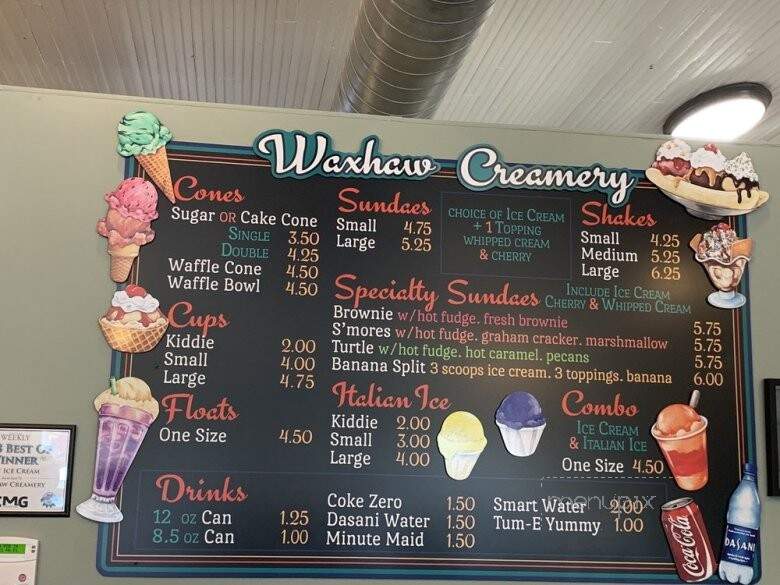 Waxhaw Creamery
Cones
Sugar OR Cake Cone
SINGLE 3.50
DOUBLE 4.25
Waffle Cone 4.50
Waffle Bowl 4.50
Sundaes
Small 4.75
Large 5.25
CHOICE OF ICE CREAM
+ 1 TOPPING
WHIPPED CREAM
& CHERRY
Shakes
Small 4.25
Medium 5.25
Large 6.25
Specialty Sundaes
INCLUDE ICE CREAM
CHERRY & WHIPPED CREAM
Brownie w/hot fudge. fresh brownie 5.75
S'mores w/hot fudge. graham cracker. marshmallow 5.75
Turtle w/hot fudge. hot caramel. pecans 5.75
Banana Split 3 scoops ice cream. 3 toppings. banana 6.00
Cups
Kiddie 2.00
Small 4.00
Large 4.75
Floats
One Size 4.50
Italian Ice
Kiddie 2.00
Small 3.00
Large 4.00
Combo
ICE CREAM
& ITALIAN ICE
One Size 4.50
Drinks
12 oz Can 1.25
8.5 oz Can 1.00
Coke Zero 1.50
Dasani Water 1.50
Minute Maid 1.50
Smart Water 2.00
Tum-E Yummy 1.00
menupix
Coca-Cola
DASANI
WEEKLY
BEST OF
INNER
ICE CREAM
AW CREAMERY
CMG